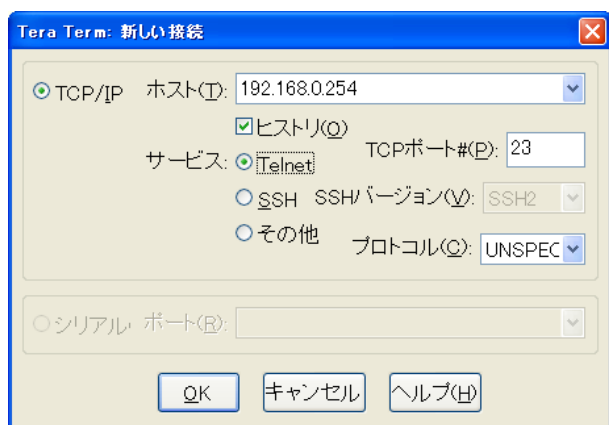 Tera Term: 新しい接続
TCP/IP ホスト(T): 192.168.0.254
ヒストリ(O)
サービス: Telnet TCPポート#(P): 23
SSH SSHバージョン(V): SSH2
その他 プロトコル(C): UNSPEC
シリアル ポート(R):
OK キャンセル ヘルプ(H)